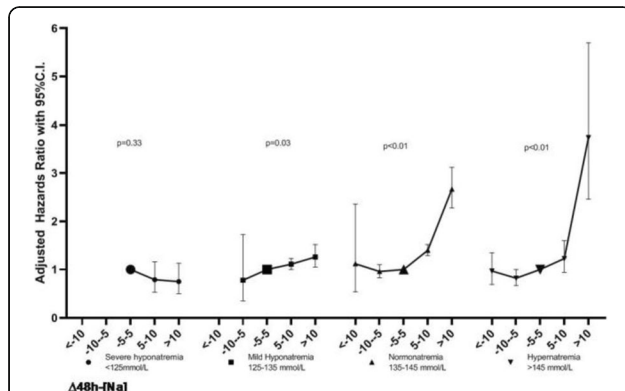 6
5
4
3
2
1
0
Adjusted Hazards Ratio with 95%C.I.
p=0.33
p=0.03
p<0.01
p<0.01
<-10
-10–5
-5-5
5-10
>10
<-10
-10–5
-5-5
5-10
>10
<-10
-10–5
-5-5
5-10
>10
<-10
-10–5
-5-5
5-10
>10
Severe hyponatremia
<125mmol/L
Mild Hyponatremia
125-135 mmol/L
Normonatremia
135-145 mmol/L
Hypernatremia
>145 mmol/L
Δ48h-[Na]